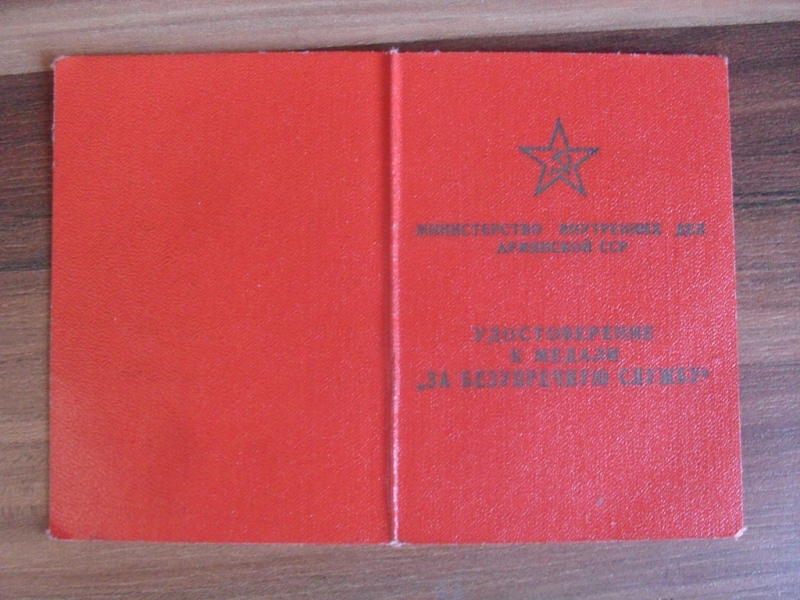 МИНИСТЕРСТВО ВНУТРЕННИХ ДЕЛ
АРМЯНСКОЙ ССР
УДОСТОВЕРЕНИЕ
К МЕДАЛИ
„ЗА БЕЗУПРЕЧНУЮ СЛУЖБУ"